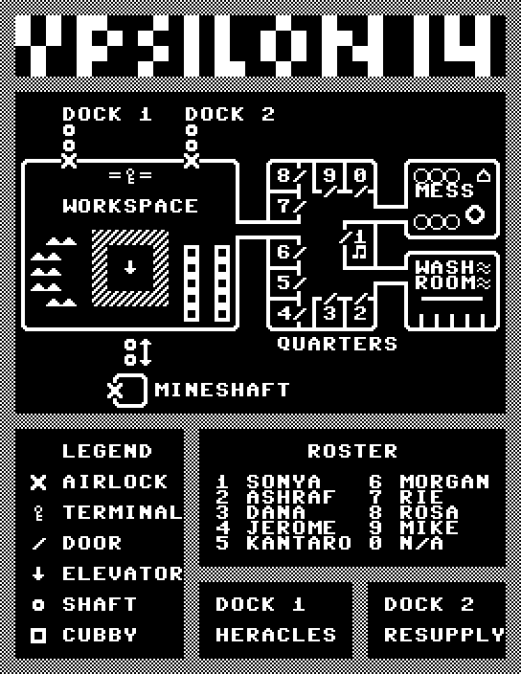 YPSILON 14
DOCK 1 DOCK 2
8 9 0
MESS
WORKSPACE
7
1
6
WASH
ROOM
5
4 3 2
QUARTERS
MINESHAFT
LEGEND
AIRLOCK
TERMINAL
DOOR
ELEVATOR
SHAFT
CUBBY
ROSTER
1 SONYA 6 MORGAN
2 ASHRAF 7 RIE
3 DANA 8 ROSA
4 JEROME 9 MIKE
5 KANTARO 0 N/A
DOCK 1
HERACLES
DOCK 2
RESUPPLY